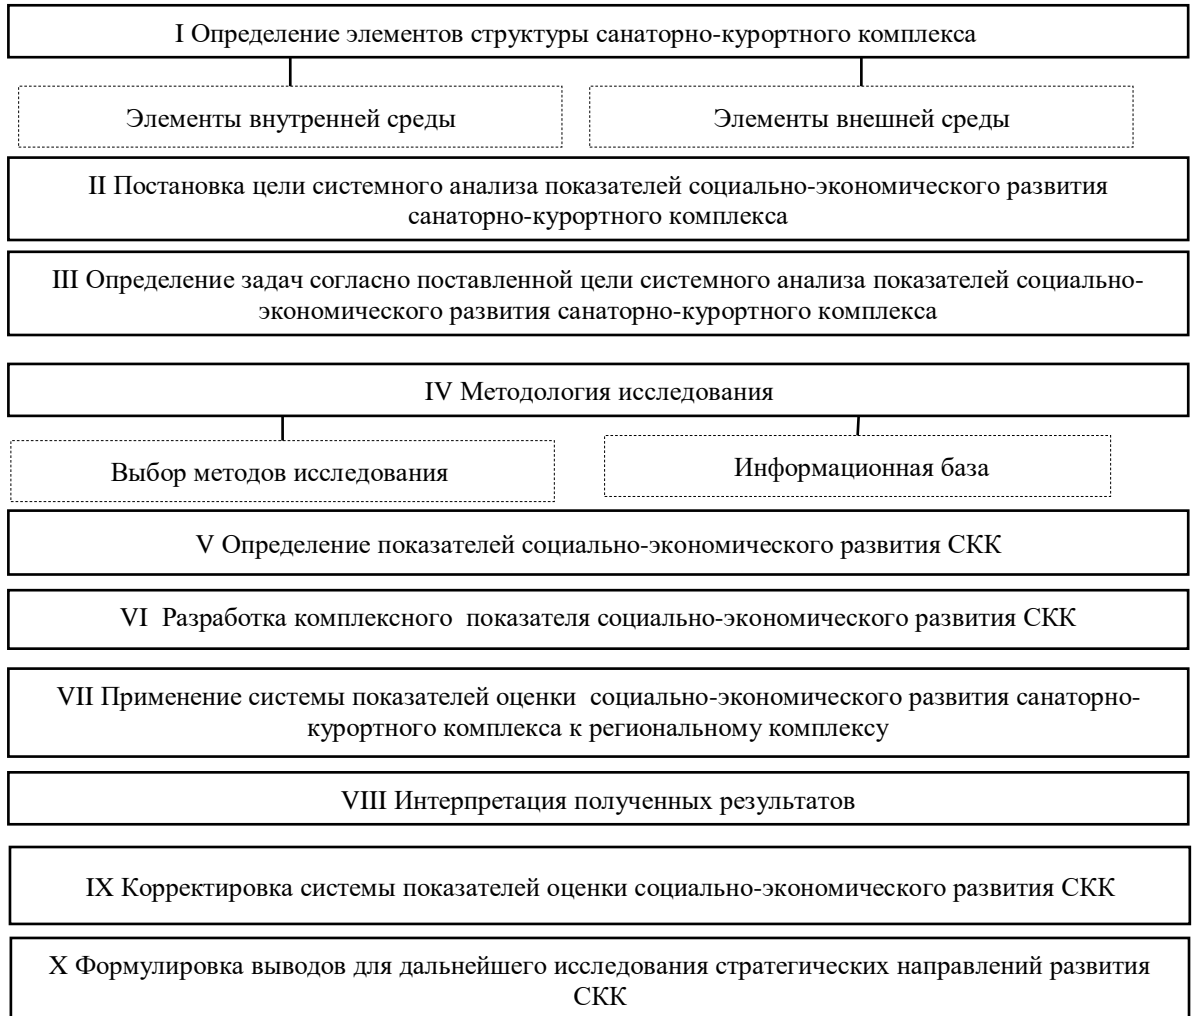 I Определение элементов структуры санаторно-курортного комплекса
Элементы внутренней среды
Элементы внешней среды
II Постановка цели системного анализа показателей социально-экономического развития
санаторно-курортного комплекса
III Определение задач согласно поставленной цели системного анализа показателей социально-
экономического развития санаторно-курортного комплекса
IV Методология исследования
Выбор методов исследования
Информационная база
V Определение показателей социально-экономического развития СКК
VI Разработка комплексного показателя социально-экономического развития СКК
VII Применение системы показателей оценки социально-экономического развития санаторно-
курортного комплекса к региональному комплексу
VIII Интерпретация полученных результатов
IX Корректировка системы показателей оценки социально-экономического развития СКК
X Формулировка выводов для дальнейшего исследования стратегических направлений развития
СКК